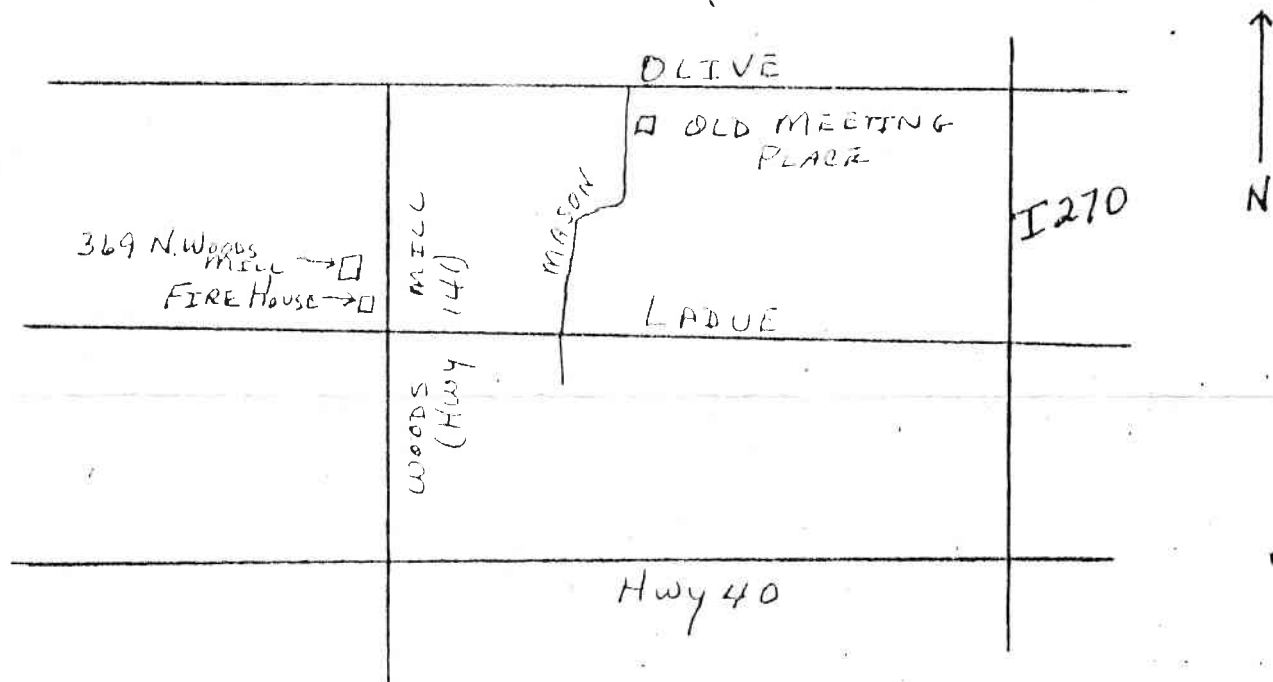 OLIVE
OLD MEETING
PLACE
N
I270
MASON
WOODS MILL
(HWY 141)
369 N. WOODS
MILL
FIRE HOUSE
LADUE
Hwy 40